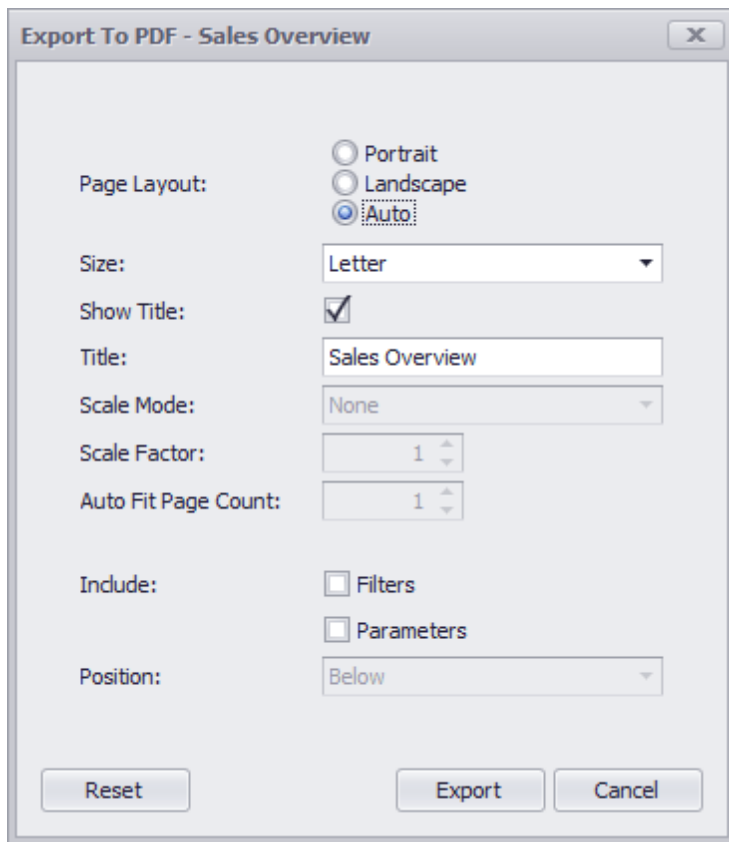 Export To PDF - Sales Overview
Portrait
Page Layout: Landscape
Auto
Size: Letter
Show Title:
Title: Sales Overview
Scale Mode: None
Scale Factor: 1
Auto Fit Page Count: 1
Include: Filters
Parameters
Position: Below
Reset Export Cancel